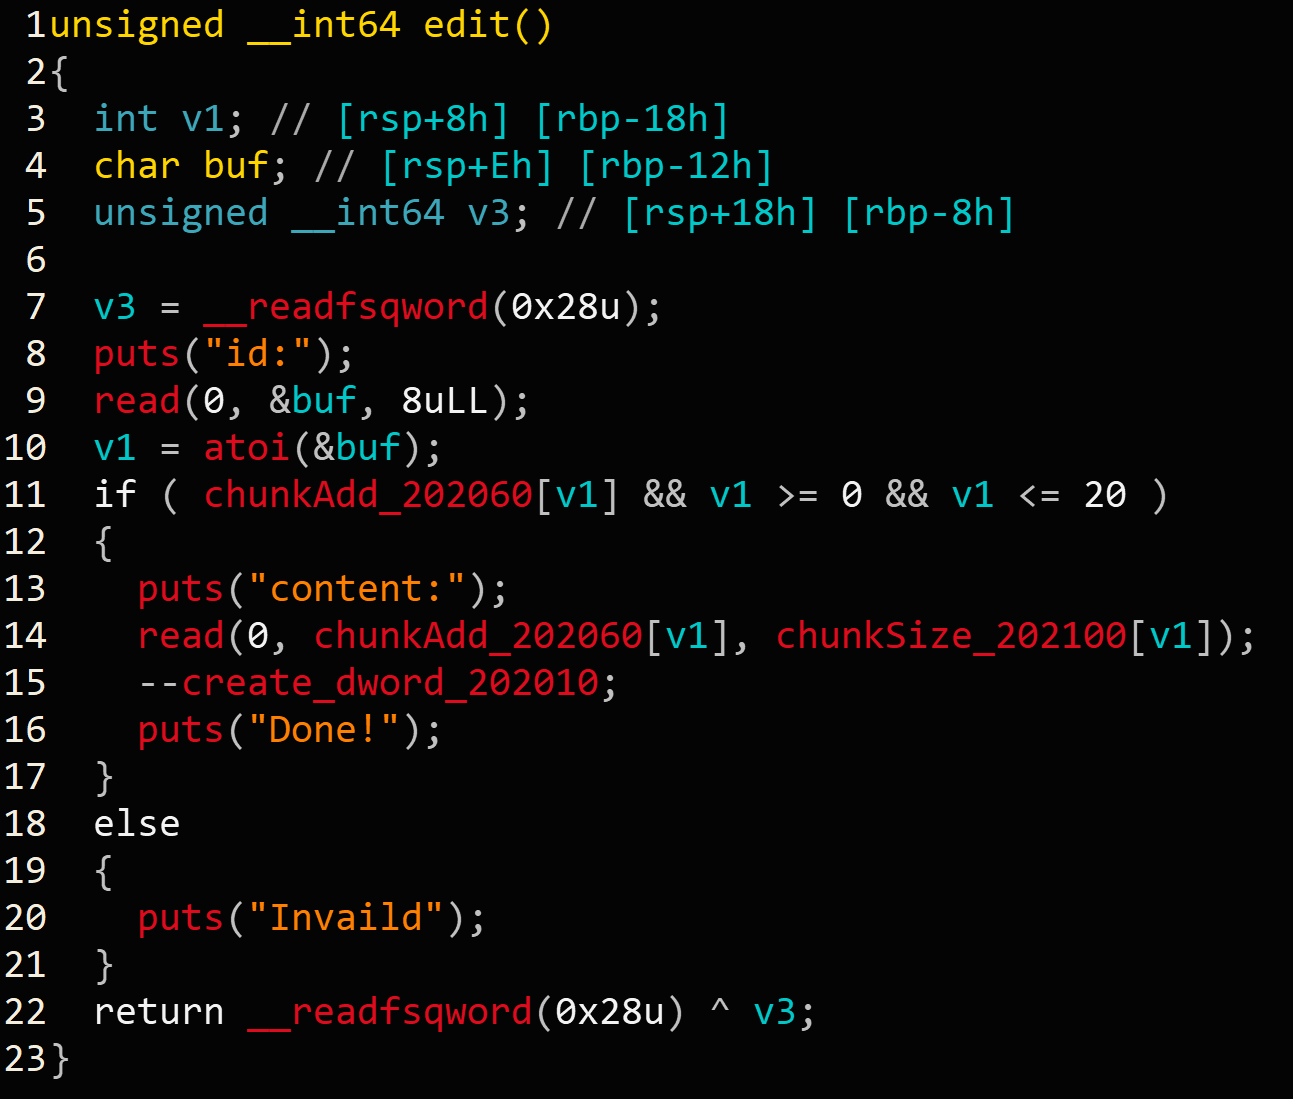 1unsigned __int64 edit()
2{
3  int v1; // [rsp+8h] [rbp-18h]
4  char buf; // [rsp+Eh] [rbp-12h]
5  unsigned __int64 v3; // [rsp+18h] [rbp-8h]
6
7  v3 = __readfsqword(0x28u);
8  puts("id:");
9  read(0, &buf, 8uLL);
10  v1 = atoi(&buf);
11  if ( chunkAdd_202060[v1] && v1 >= 0 && v1 <= 20 )
12  {
13    puts("content:");
14    read(0, chunkAdd_202060[v1], chunkSize_202100[v1]);
15    --create_dword_202010;
16    puts("Done!");
17  }
18  else
19  {
20    puts("Invaild");
21  }
22  return __readfsqword(0x28u) ^ v3;
23}